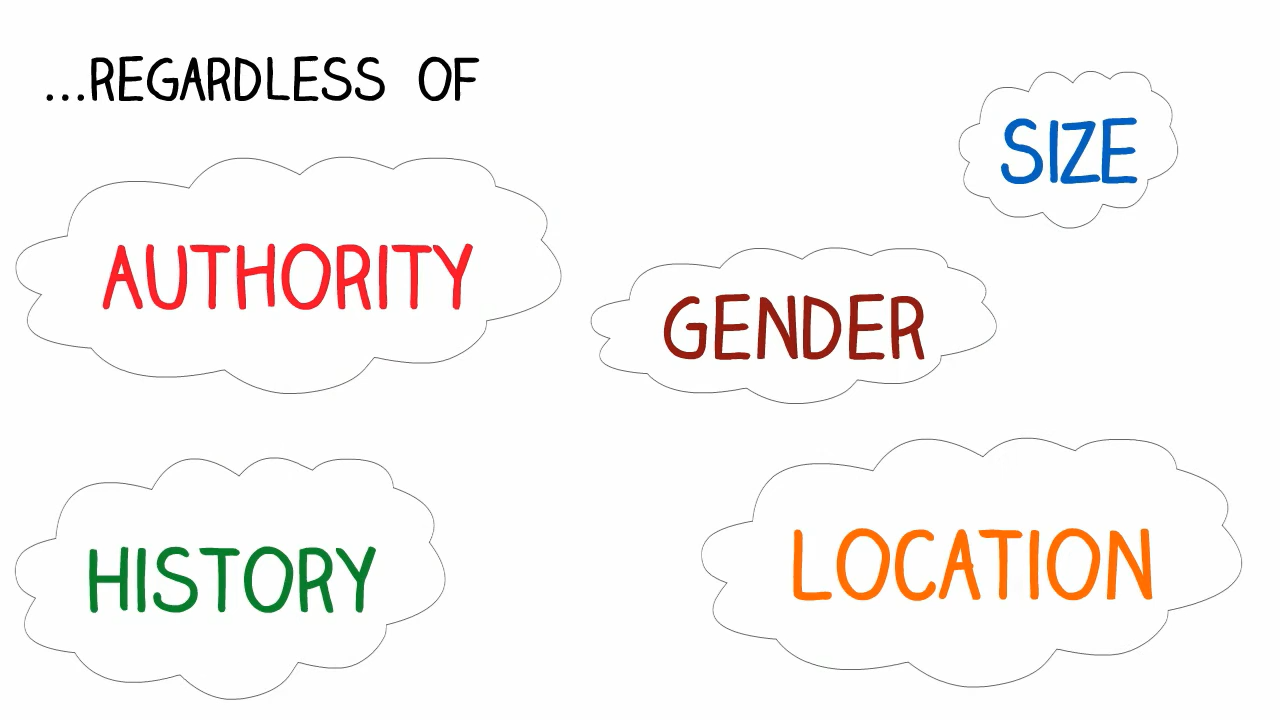 ...REGARDLESS OF
SIZE
AUTHORITY
GENDER
HISTORY
LOCATION